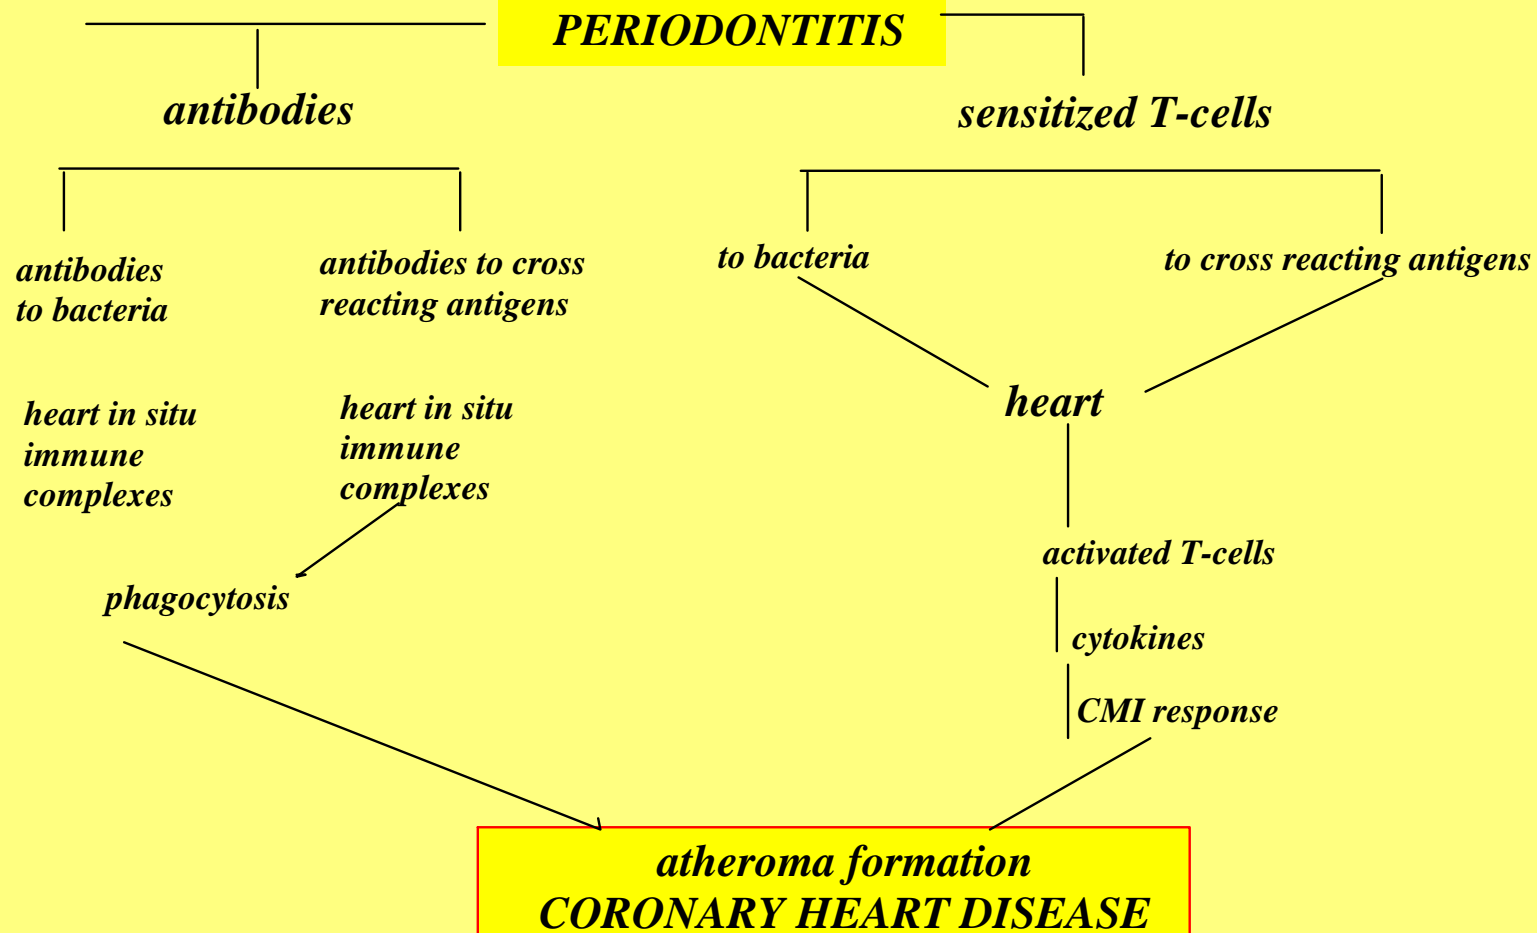 PERIODONTITIS
antibodies
sensitized T-cells
antibodies
to bacteria
antibodies to cross
reacting antigens
to bacteria
to cross reacting antigens
heart in situ
immune
complexes
heart in situ
immune
complexes
heart
activated T-cells
phagocytosis
cytokines
CMI response
atheroma formation
CORONARY HEART DISEASE